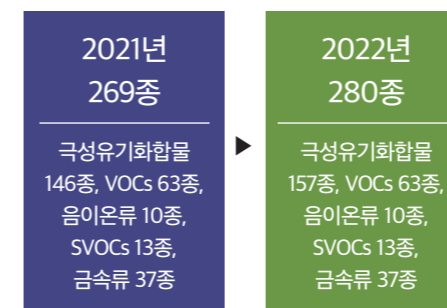 2021년
269종
극성유기화합물
146종, VOCs 63종,
음이온류 10종,
SVOCs 13종,
금속류 37종
▶
2022년
280종
극성유기화합물
157종, VOCs 63종,
음이온류 10종,
SVOCs 13종,
금속류 37종